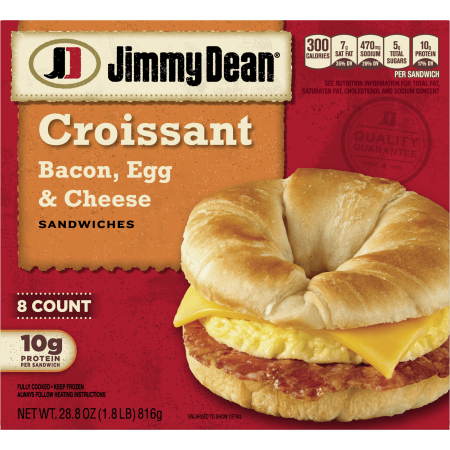 JD JimmyDean®
Croissant
Bacon, Egg
& Cheese
SANDWICHES
300 CALORIES
7g SAT FAT 35% DV
470mg SODIUM 20% DV
5g TOTAL SUGARS
10g PROTEIN 17% DV
PER SANDWICH
SEE NUTRITION INFORMATION FOR TOTAL FAT,
SATURATED FAT, CHOLESTEROL AND SODIUM CONTENT
QUALITY
GUARANTEE
8 COUNT
10g
PROTEIN
PER SANDWICH
FULLY COOKED • KEEP FROZEN
ALWAYS FOLLOW HEATING INSTRUCTIONS
NET WT. 28.8 OZ (1.8 LB) 816g
ENLARGED TO SHOW DETAIL